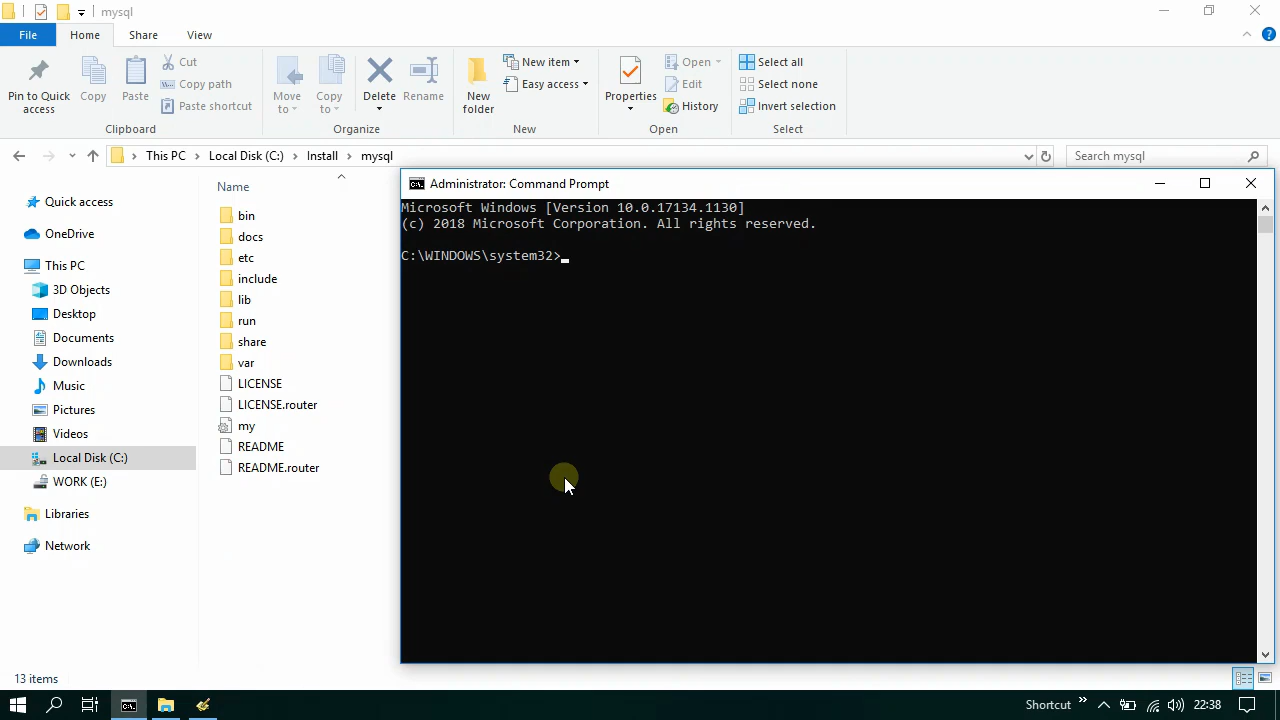 mysql
File Home Share View
Pin to Quick access
Copy
Paste
Cut
Copy path
Paste shortcut
Clipboard
Move to
Copy to
Delete
Rename
Organize
New folder
New item
Easy access
New
Properties
Open
Edit
History
Open
Select all
Select none
Invert selection
Select
This PC Local Disk (C:) Install mysql
Search mysql
Quick access
OneDrive
This PC
3D Objects
Desktop
Documents
Downloads
Music
Pictures
Videos
Local Disk (C:)
WORK (E:)
Libraries
Network
Name
bin
docs
etc
include
lib
run
share
var
LICENSE
LICENSE.router
my
README
README.router
Administrator: Command Prompt
Microsoft Windows [Version 10.0.17134.1130]
(c) 2018 Microsoft Corporation. All rights reserved.
C:\WINDOWS\system32>
13 items
Shortcut » 22:38